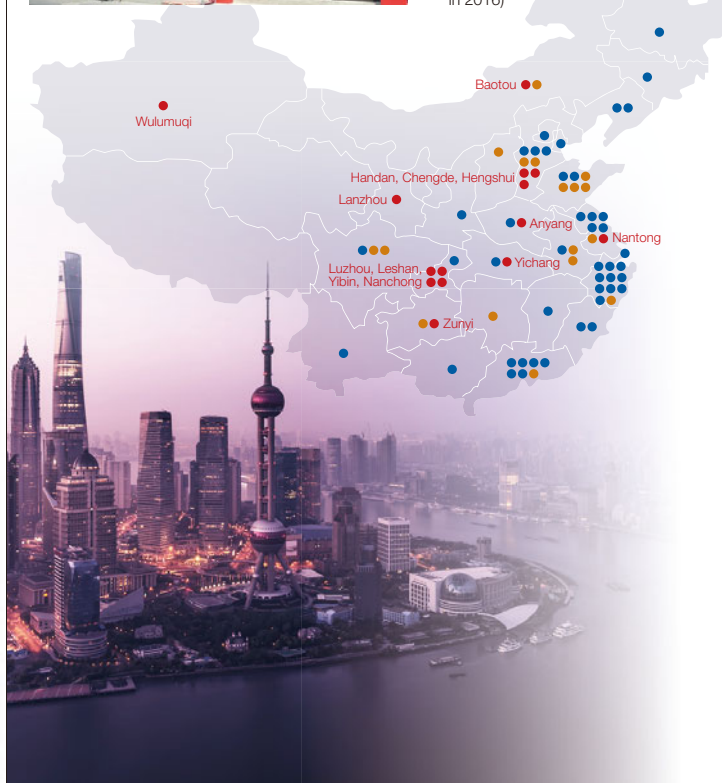 in 2016)
Baotou
Wulumuqi
Handan, Chengde, Hengshui
Lanzhou
Anyang
Nantong
Luzhou, Leshan,
Yibin, Nanchong
Yichang
Zunyi